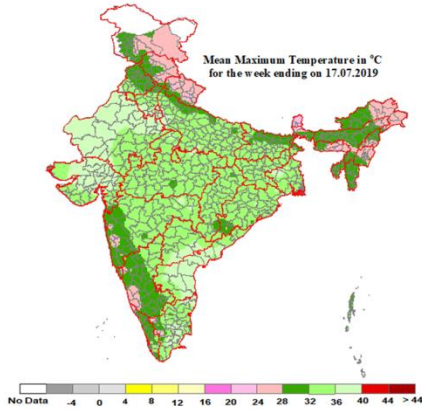 Mean Maximum Temperature in °C
for the week ending on 17.07.2019
No Data -4 0 4 8 12 16 20 24 28 32 36 40 44 > 44